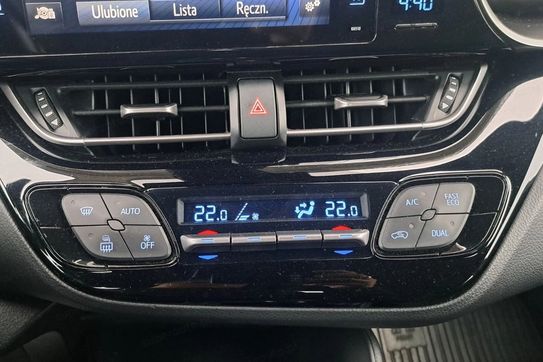 Ulubione Lista Ręczn.
4:40
22.0 22.0
AUTO A/C FAST ECO
OFF DUAL